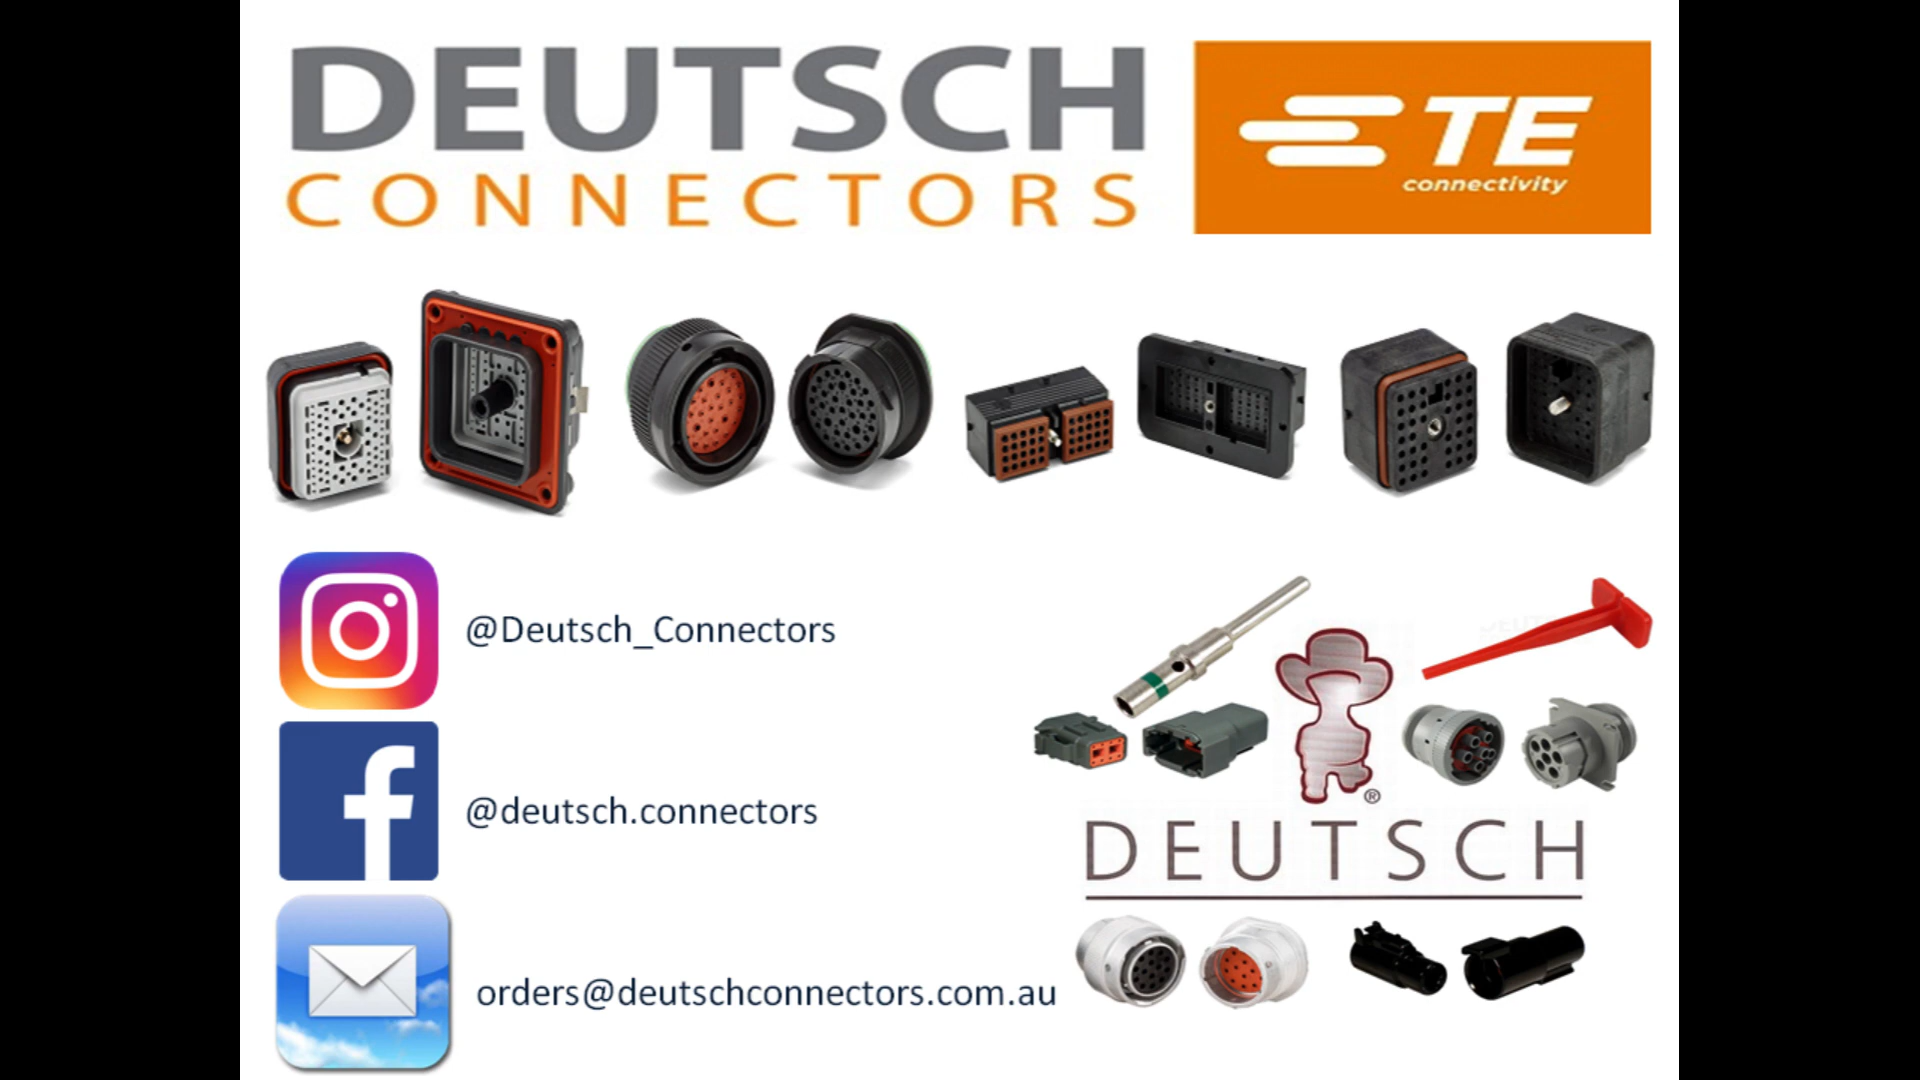 DEUTSCH
CONNECTORS
TE
connectivity
@Deutsch_Connectors
@deutsch.connectors
orders@deutschconnectors.com.au
®
DEUTSCH